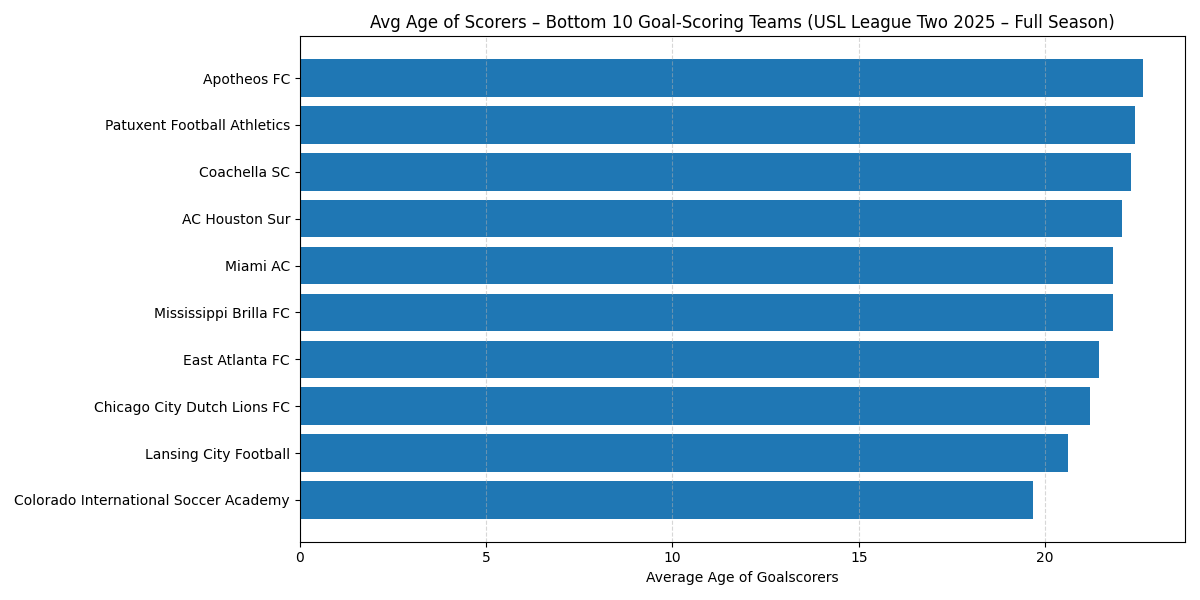 Avg Age of Scorers – Bottom 10 Goal-Scoring Teams (USL League Two 2025 – Full Season)
Apotheos FC
Patuxent Football Athletics
Coachella SC
AC Houston Sur
Miami AC
Mississippi Brilla FC
East Atlanta FC
Chicago City Dutch Lions FC
Lansing City Football
Colorado International Soccer Academy
0 5 10 15 20
Average Age of Goalscorers